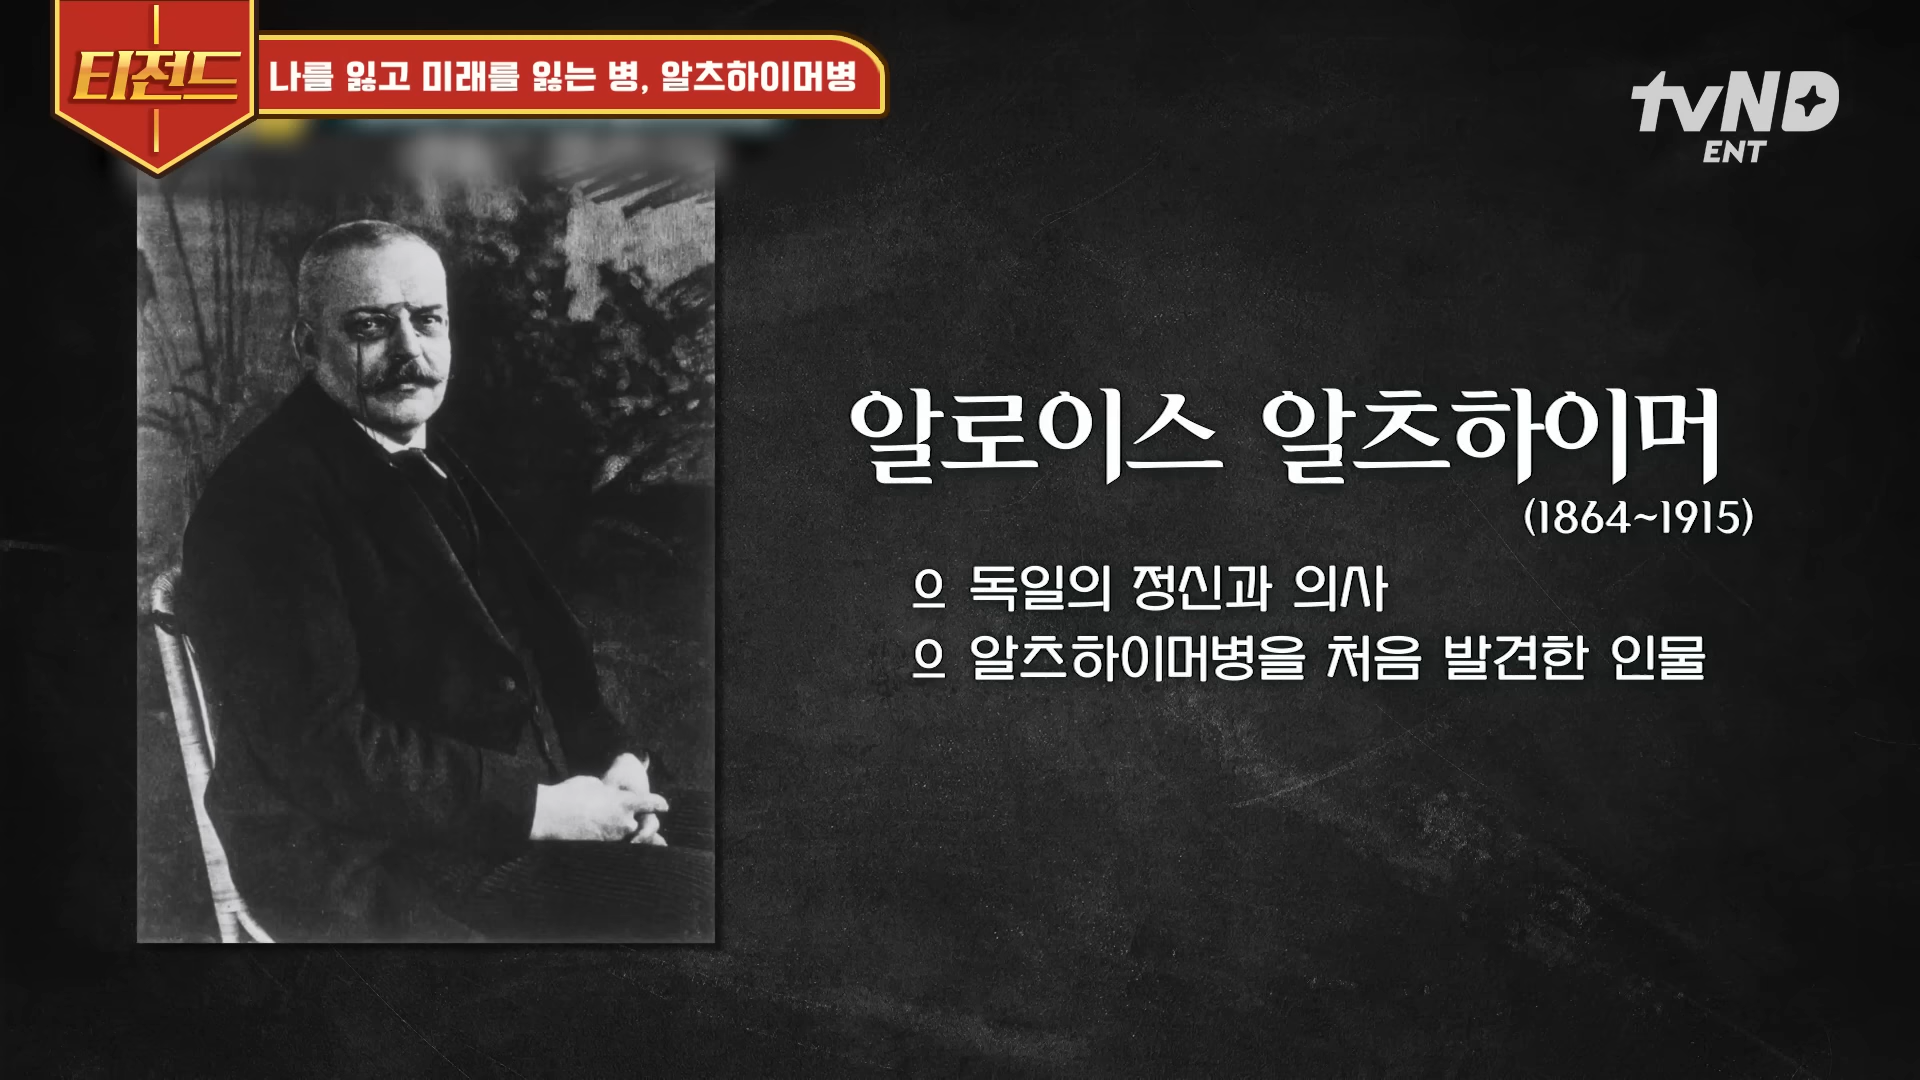 티전드
나를 잃고 미래를 잃는 병, 알츠하이머병
tvND
ENT
알로이스 알츠하이머
(1864~1915)
ㅇ 독일의 정신과 의사
ㅇ 알츠하이머병을 처음 발견한 인물